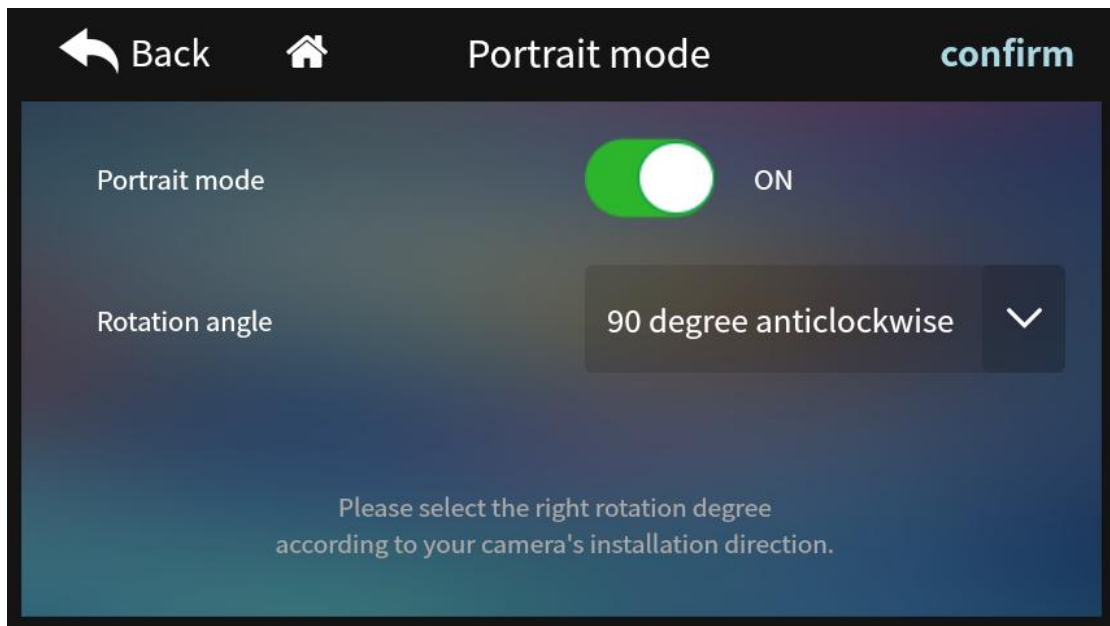 Back
Portrait mode
confirm
Portrait mode
ON
Rotation angle
90 degree anticlockwise
Please select the right rotation degree
according to your camera's installation direction.